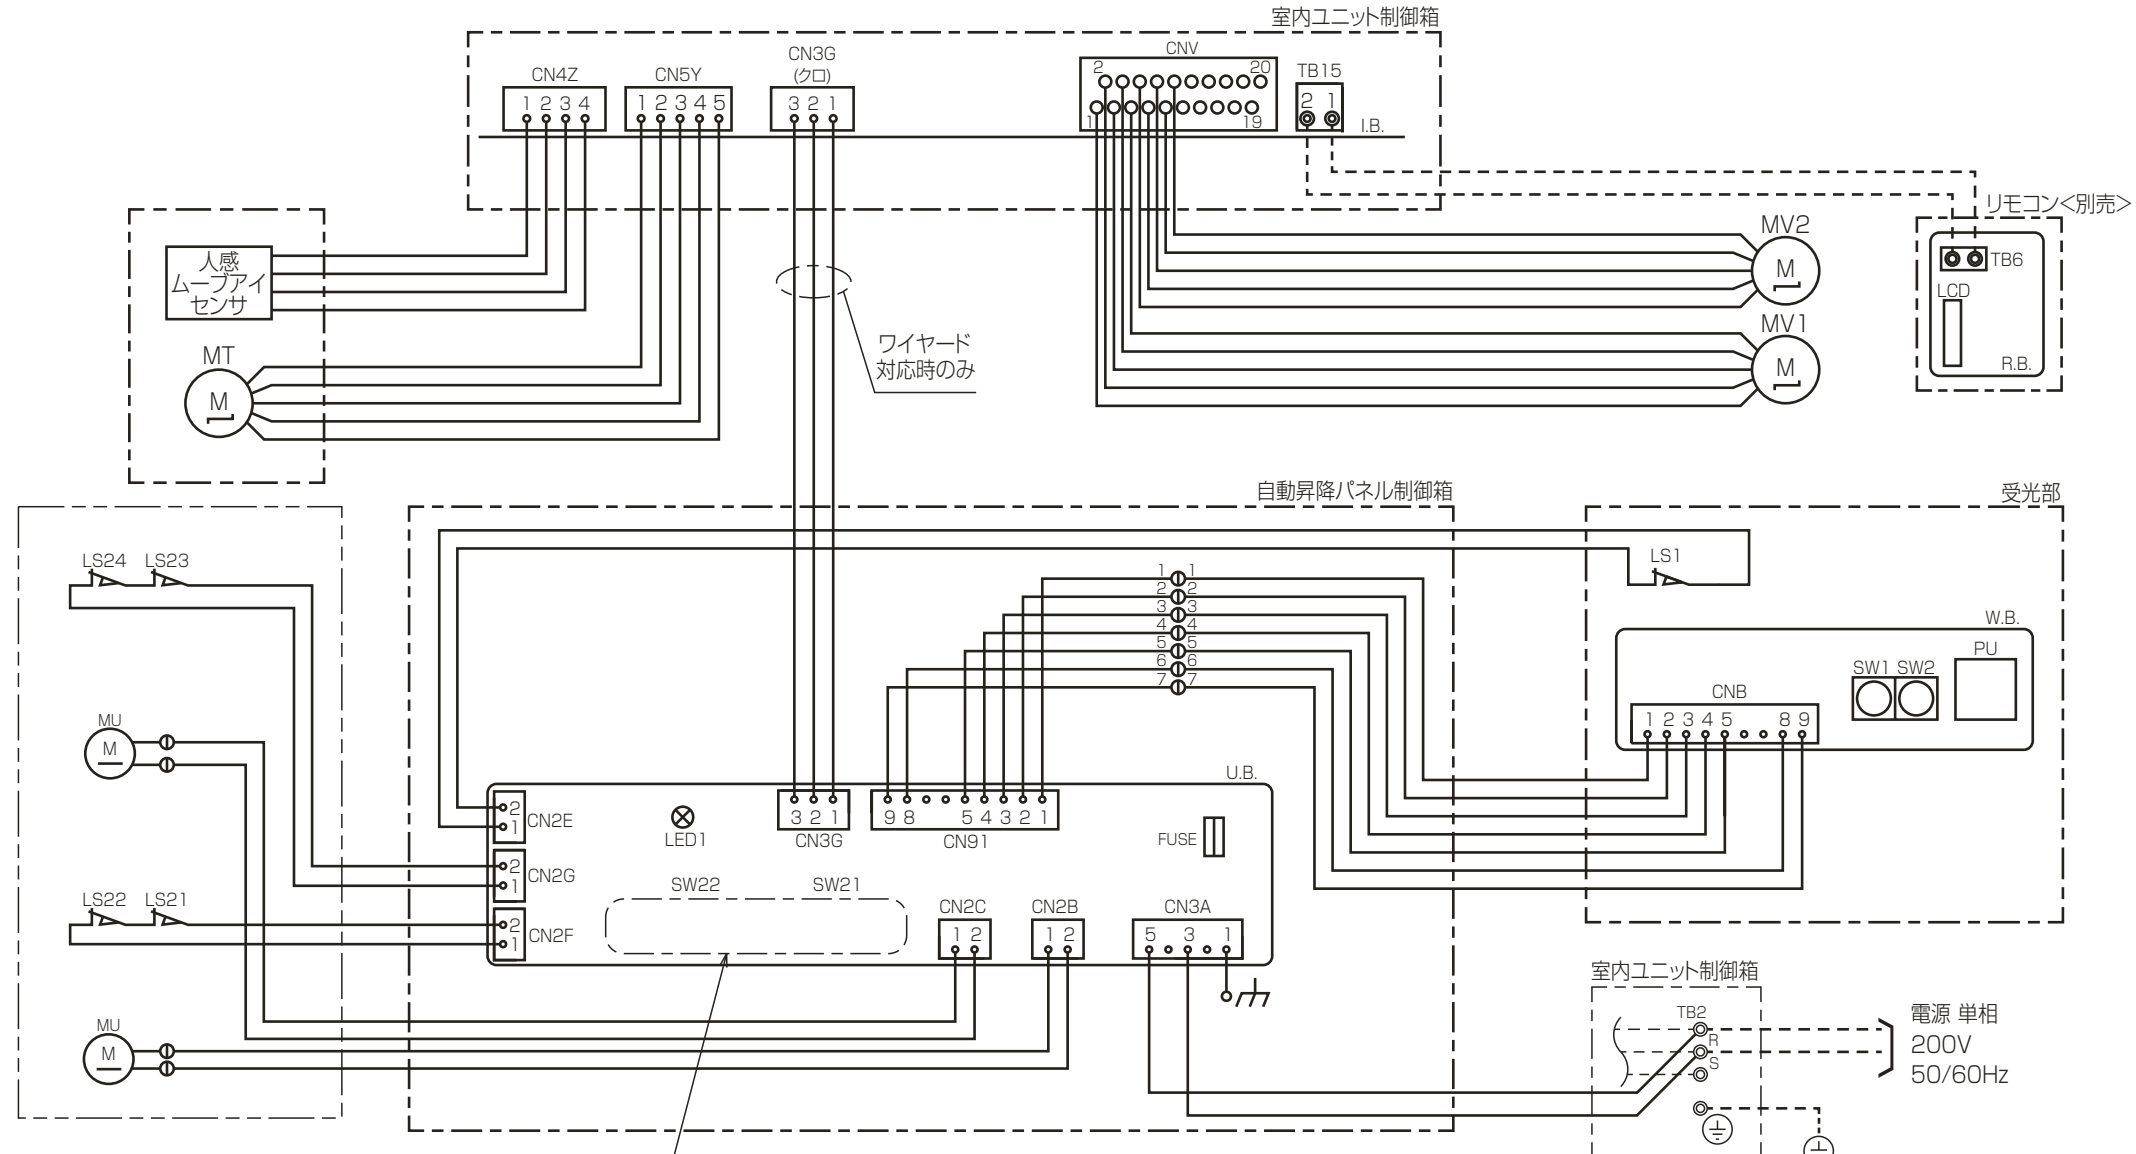 室内ユニット制御箱
CN4Z
1 2 3 4
CN5Y
1 2 3 4 5
CN3G
(クロ)
3 2 1
CNV
2 20
1 19
TB15
2 1
I.B.
リモコン<別売>
TB6
LCD
R.B.
人感
ムーブアイ
センサ
MT
M
ワイヤード
対応時のみ
MV2
M
MV1
M
自動昇降パネル制御箱
受光部
LS24 LS23
LS1
1 1
2 2
3 3
4 4
5 5
6 6
7 7
W.B.
SW1 SW2
PU
CNB
1 2 3 4 5 8 9
MU
M
U.B.
2
1
CN2E
LED1
3 2 1
CN3G
9 8 5 4 3 2 1
CN91
FUSE
2
1
CN2G
LS22 LS21
2
1
CN2F
SW22 SW21
CN2C
1 2
CN2B
1 2
CN3A
5 3 1
MU
M
室内ユニット制御箱
TB2
R
S
電源 単相
200V
50/60Hz